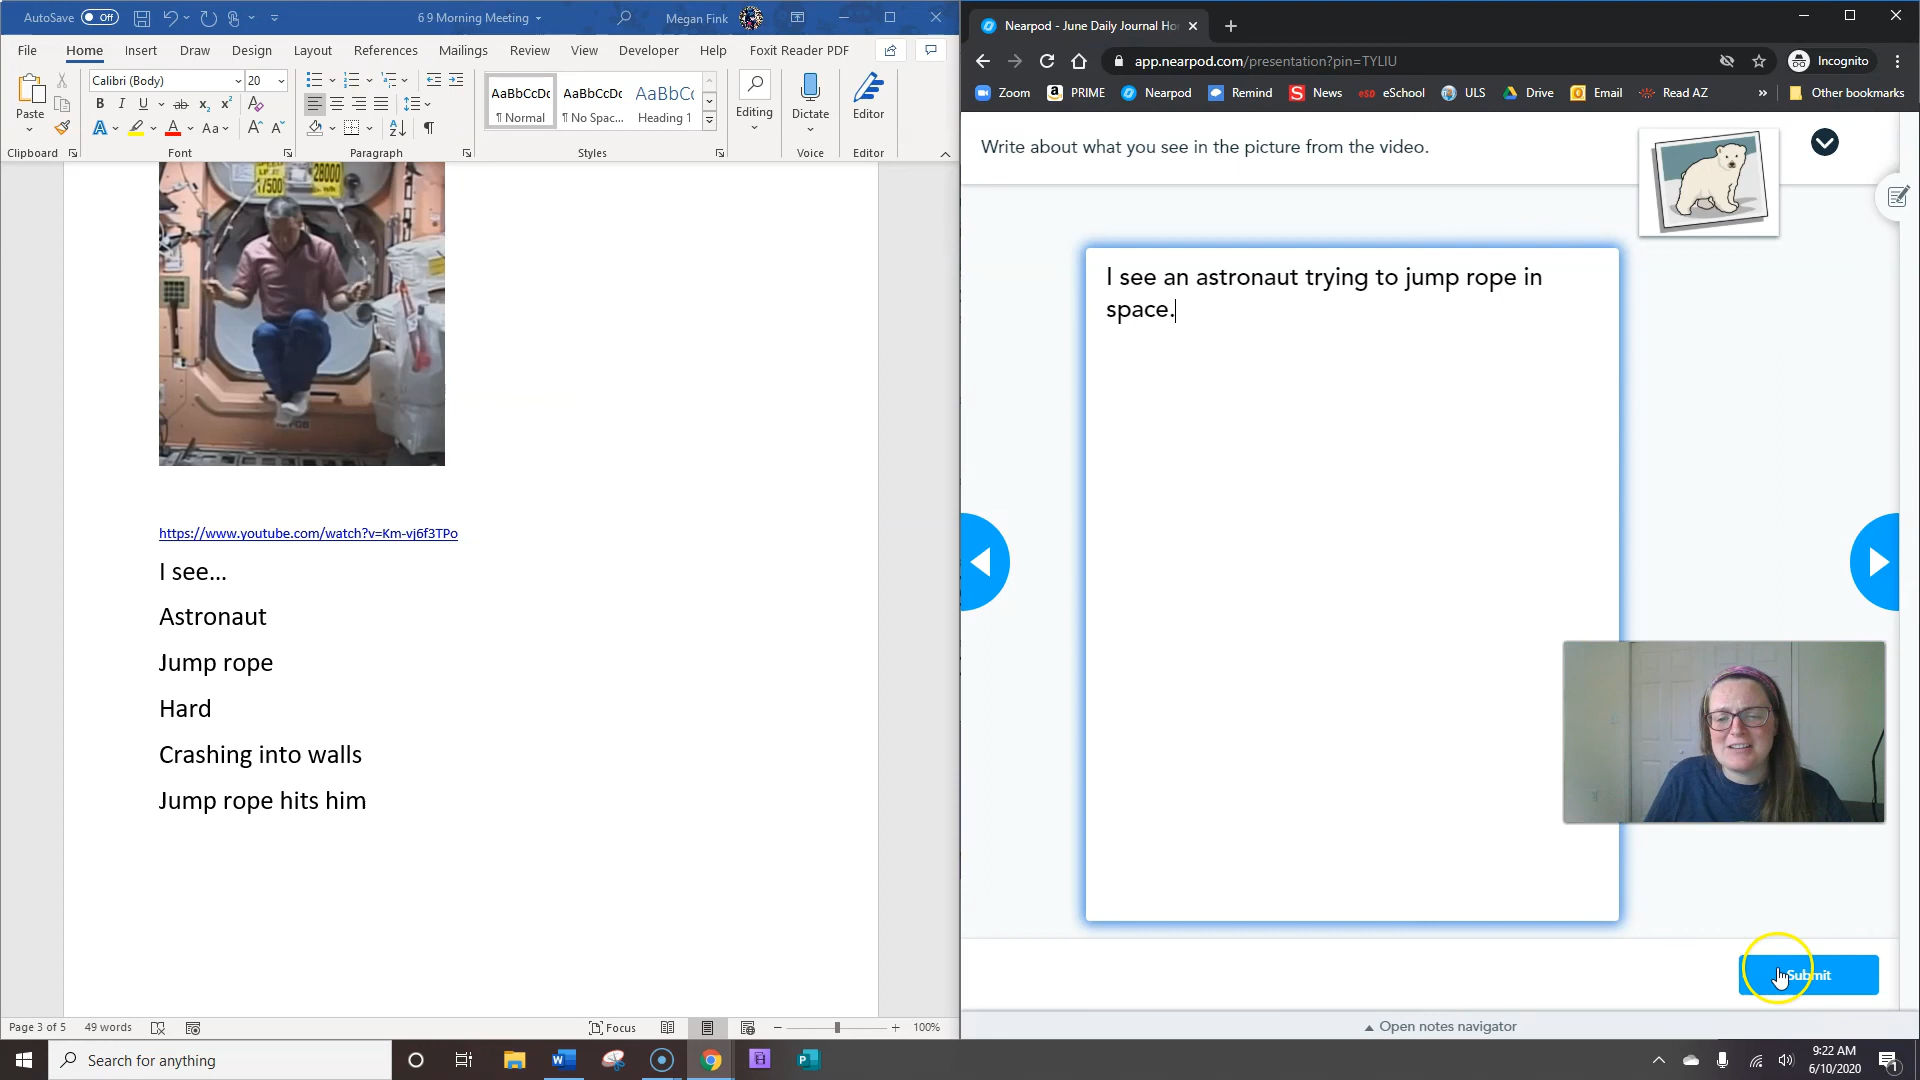 AutoSave Off 6 9 Morning Meeting Megan Fink
File Home Insert Draw Design Layout References Mailings Review View Developer Help Foxit Reader PDF
Calibri (Body) 20
Paste
Clipboard Font Paragraph Styles Voice Editor
AaBbCcDc AaBbCcDc AaBbCc
¶ Normal ¶ No Spac... Heading 1
Editing Dictate Editor
17500 28000
https://www.youtube.com/watch?v=Km-vj6f3TPo
I see...
Astronaut
Jump rope
Hard
Crashing into walls
Jump rope hits him
Page 3 of 5 49 words Focus 100%
Nearpod - June Daily Journal Ho
app.nearpod.com/presentation?pin=TYLIU Incognito
Zoom PRIME Nearpod Remind News eSchool ULS Drive Email Read AZ » Other bookmarks
Write about what you see in the picture from the video.
I see an astronaut trying to jump rope in
space.
Submit
Open notes navigator
Search for anything
9:22 AM
6/10/2020